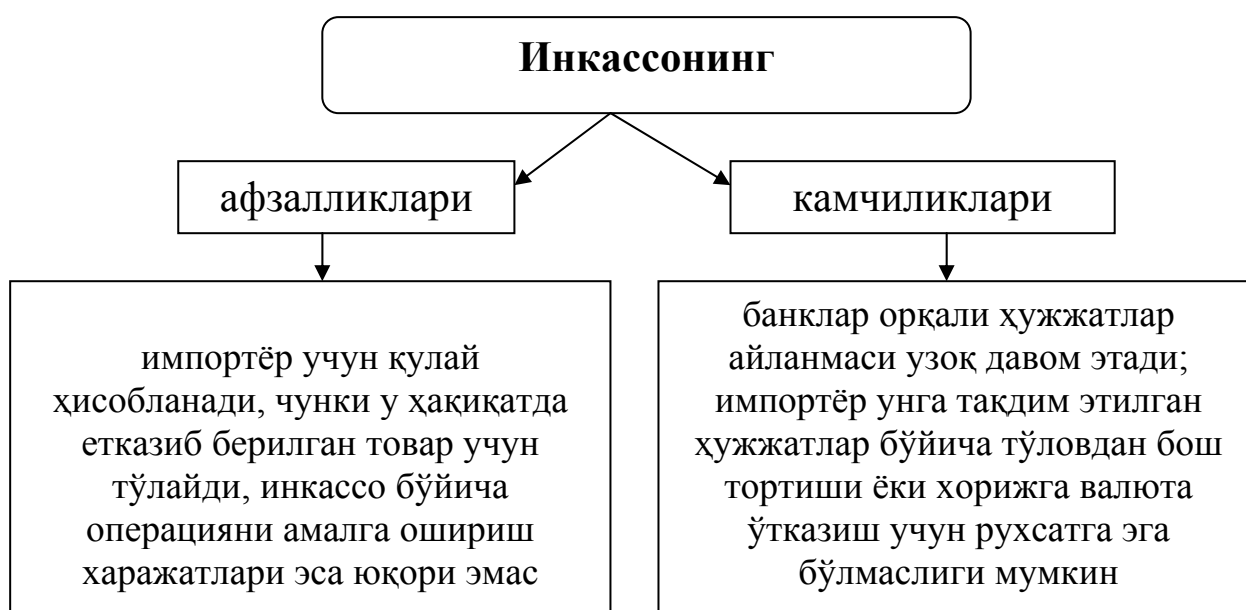 Инкассонинг
афзалликлари
камчиликлари
импортёр учун қулай
ҳисобланади, чунки у ҳақиқатда
етказиб берилган товар учун
тўлайди, инкассо бўйича
операцияни амалга ошириш
харажатлари эса юқори эмас
банклар орқали ҳужжатлар
айланмаси узоқ давом этади;
импортёр унга тақдим этилган
ҳужжатлар бўйича тўловдан бош
тортиши ёки хорижга валюта
ўтказиш учун рухсатга эга
бўлмаслиги мумкин